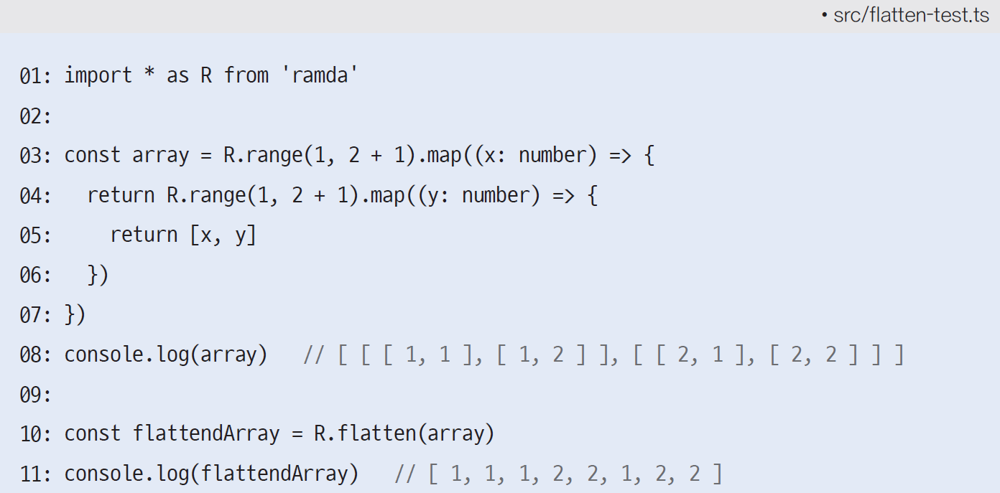 • src/flatten-test.ts
01: import * as R from 'ramda'
02:
03: const array = R.range(1, 2 + 1).map((x: number) => {
04:   return R.range(1, 2 + 1).map((y: number) => {
05:     return [x, y]
06:   })
07: })
08: console.log(array)   // [ [ [ 1, 1 ], [ 1, 2 ] ], [ [ 2, 1 ], [ 2, 2 ] ] ]
09:
10: const flattendArray = R.flatten(array)
11: console.log(flattendArray)   // [ 1, 1, 1, 2, 2, 1, 2, 2 ]